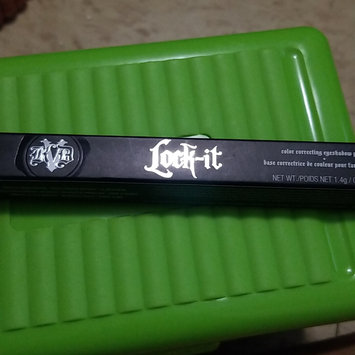 KVD
Lock-it
color correcting eyeshadow
base correctrice de couleur pour
NET WT./POIDS NET 1.4g /